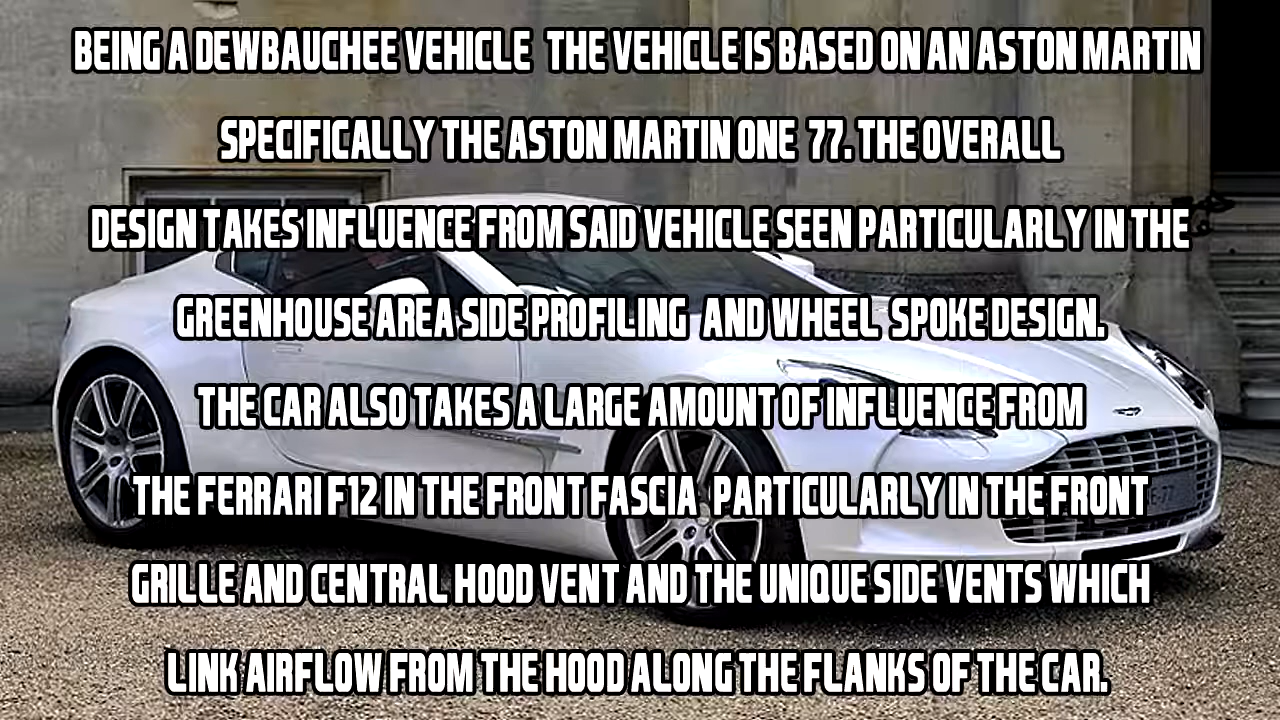 BEING A DEWBAUCHEE VEHICLE THE VEHICLE IS BASED ON AN ASTON MARTIN
SPECIFICALLY THE ASTON MARTIN ONE 77. THE OVERALL
DESIGN TAKES INFLUENCE FROM SAID VEHICLE SEEN PARTICULARLY IN THE
GREENHOUSE AREA SIDE PROFILING AND WHEEL SPOKE DESIGN.
THE CAR ALSO TAKES A LARGE AMOUNT OF INFLUENCE FROM
THE FERRARI F12 IN THE FRONT FASCIA PARTICULARLY IN THE FRONT
GRILLE AND CENTRAL HOOD VENT AND THE UNIQUE SIDE VENTS WHICH
LINK AIRFLOW FROM THE HOOD ALONG THE FLANKS OF THE CAR.